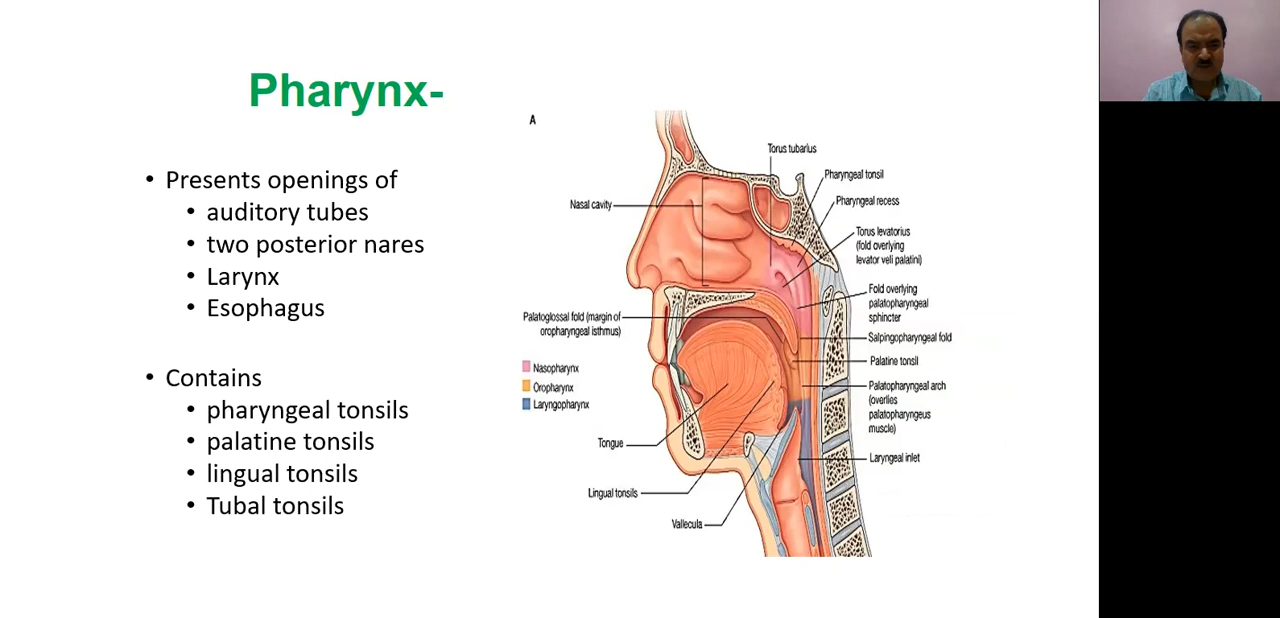 Pharynx-
• Presents openings of
• auditory tubes
• two posterior nares
• Larynx
• Esophagus
• Contains
• pharyngeal tonsils
• palatine tonsils
• lingual tonsils
• Tubal tonsils
A
Torus tubarius
Pharyngeal tonsil
Pharyngeal recess
Nasal cavity
Torus levatorius
(fold overlying
levator veli palatini)
Fold overlying
palatopharyngeal
sphincter
Palatoglossal fold (margin of
oropharyngeal isthmus)
Salpingopharyngeal fold
Palatine tonsil
Nasopharynx
Oropharynx
Laryngopharynx
Palatopharyngeal arch
(overlies
palatopharyngeus
muscle)
Tongue
Laryngeal inlet
Lingual tonsils
Vallecula